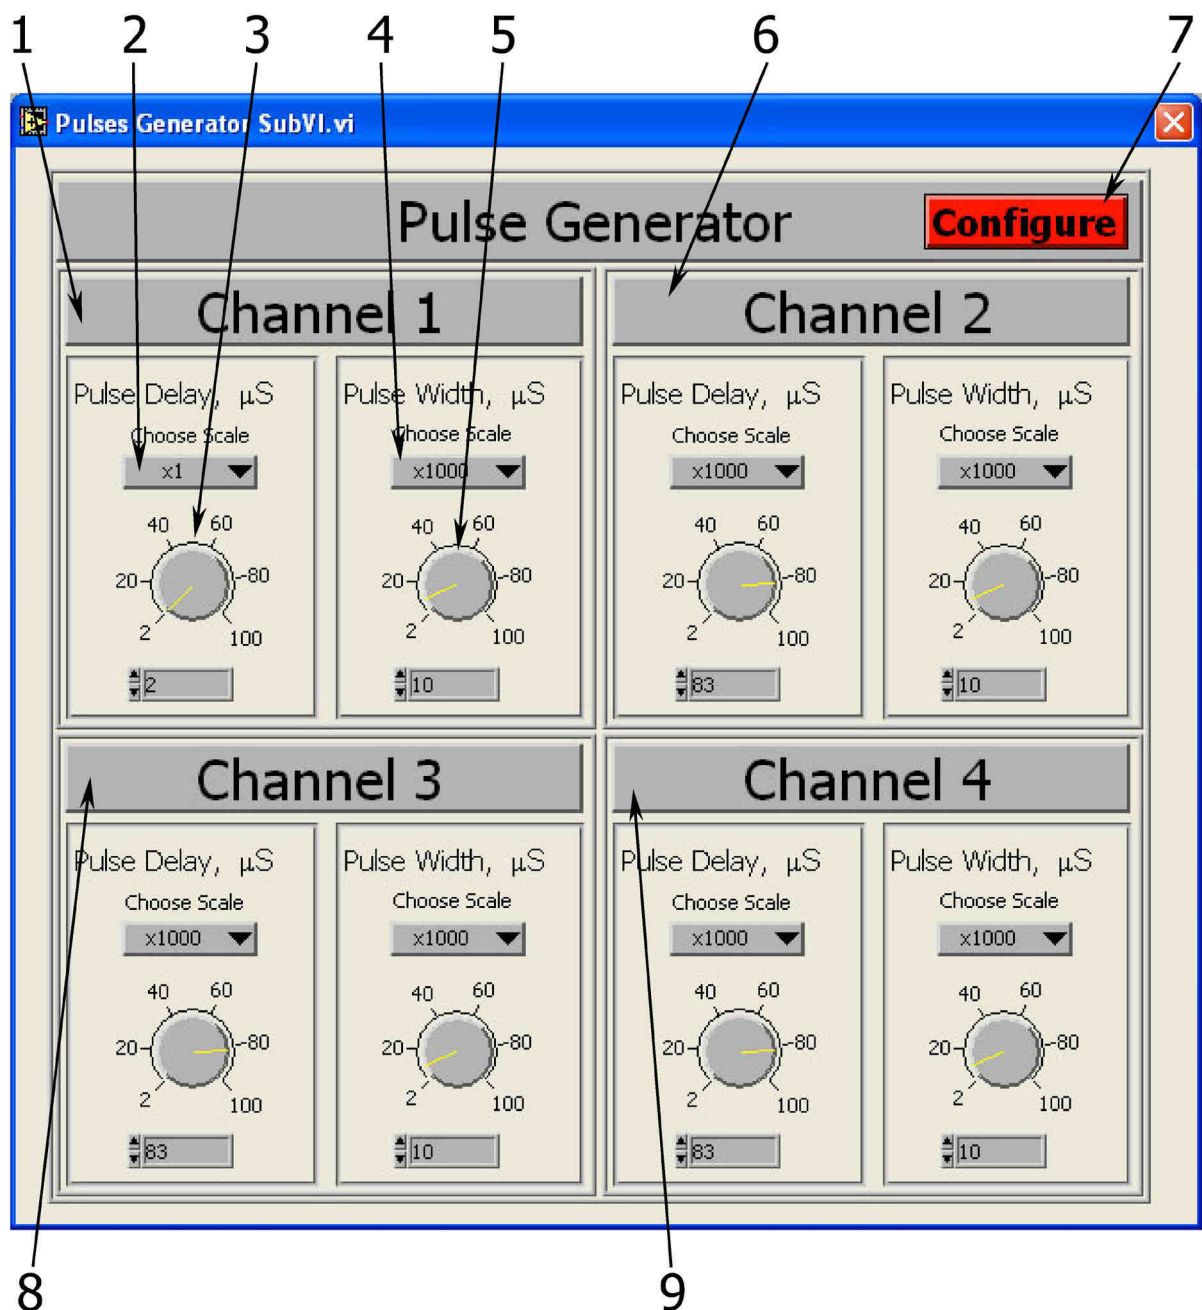 1 2 3 4 5 6 7
Pulses Generator SubVI.vi
Pulse Generator
Configure
Channel 1
Pulse Delay, µS
Choose Scale
x1
40 60
20 80
2 100
2
Pulse Width, µS
Choose Scale
x1000
40 60
20 80
2 100
10
Channel 2
Pulse Delay, µS
Choose Scale
x1000
40 60
20 80
2 100
83
Pulse Width, µS
Choose Scale
x1000
40 60
20 80
2 100
10
Channel 3
Pulse Delay, µS
Choose Scale
x1000
40 60
20 80
2 100
83
Pulse Width, µS
Choose Scale
x1000
40 60
20 80
2 100
10
Channel 4
Pulse Delay, µS
Choose Scale
x1000
40 60
20 80
2 100
83
Pulse Width, µS
Choose Scale
x1000
40 60
20 80
2 100
10
8 9